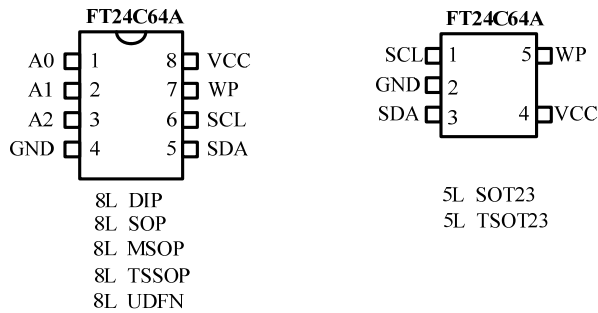 FT24C64A
A0 1 8 VCC
A1 2 7 WP
A2 3 6 SCL
GND 4 5 SDA
8L DIP
8L SOP
8L MSOP
8L TSSOP
8L UDFN
FT24C64A
SCL 1 5 WP
GND 2
SDA 3 4 VCC
5L SOT23
5L TSOT23